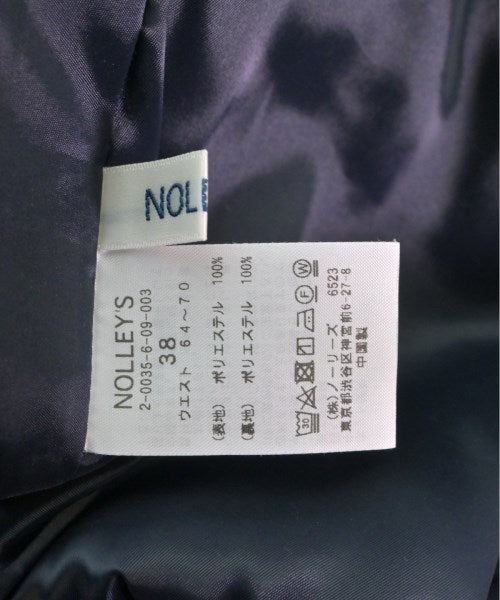 NOL
NOLLEY'S
2-0035-6-09-003
38
ウエスト 64～70
(表地) ポリエステル 100%
(裏地) ポリエステル 100%
30 F W
(株)ノーリーズ 6523
東京都渋谷区神宮前6-27-8
中国製